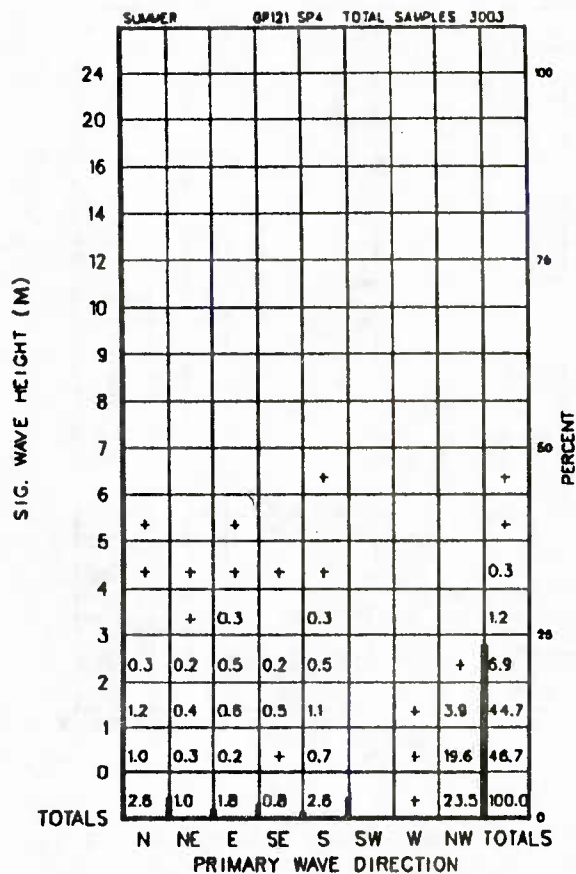 SUMMER GP121 SP4 TOTAL SAMPLES 3003
24 100
20
16
14
12 75
10
9
8
7 50
6 + +
5 + + +
4 + + + + + 0.3
3 + 0.3 0.3 1.2
2 0.3 0.2 0.5 0.2 0.5 + 6.9 25
1 1.2 0.4 0.6 0.5 1.1 + 3.9 44.7
0 1.0 0.3 0.2 + 0.7 + 19.6 46.7
TOTALS 2.6 1.0 1.8 0.8 2.6 + 23.5 100.0 0
N NE E SE S SW W NW TOTALS
PRIMARY WAVE DIRECTION
SIG. WAVE HEIGHT (M)
PERCENT